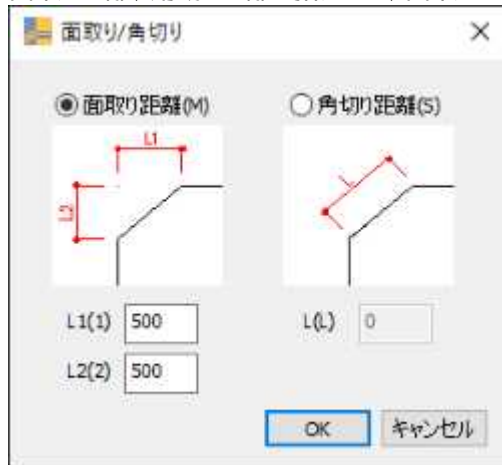 面取り/角切り
面取り距離(M)
角切り距離(S)
L1
L2
L
L1(1) 500
L(L) 0
L2(2) 500
OK キャンセル